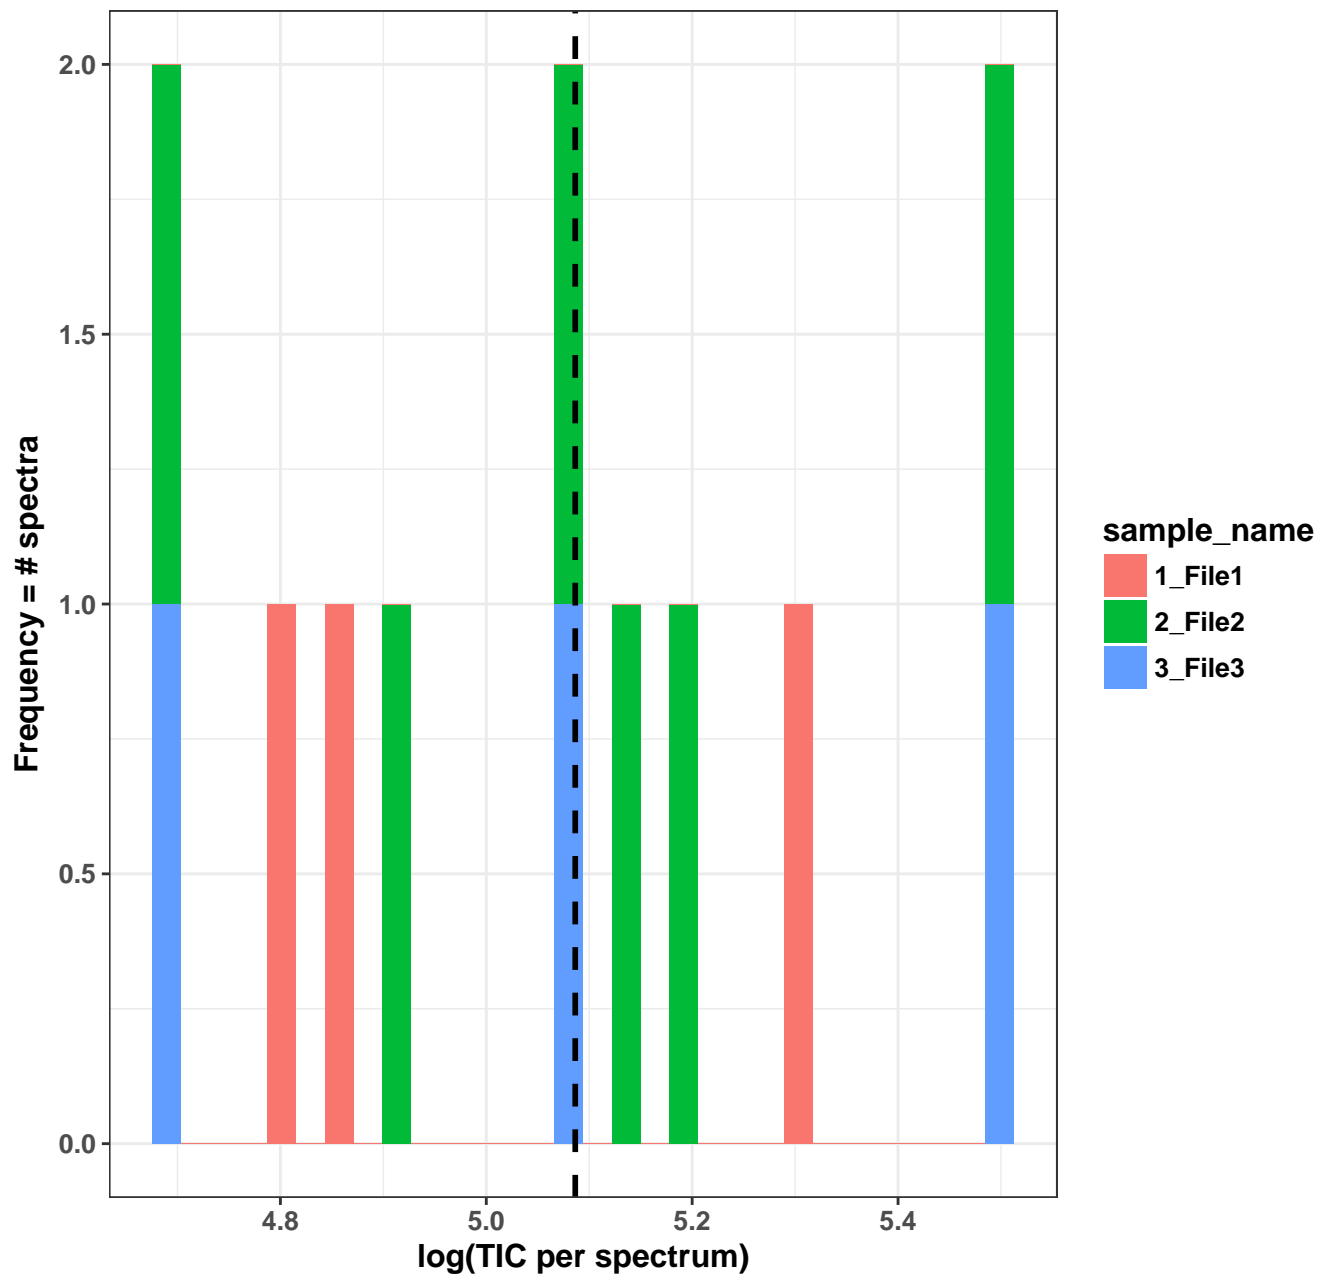 2.0
1.5
1.0
0.5
0.0
Frequency = # spectra
4.8 5.0 5.2 5.4
log(TIC per spectrum)
sample_name
1_File1
2_File2
3_File3